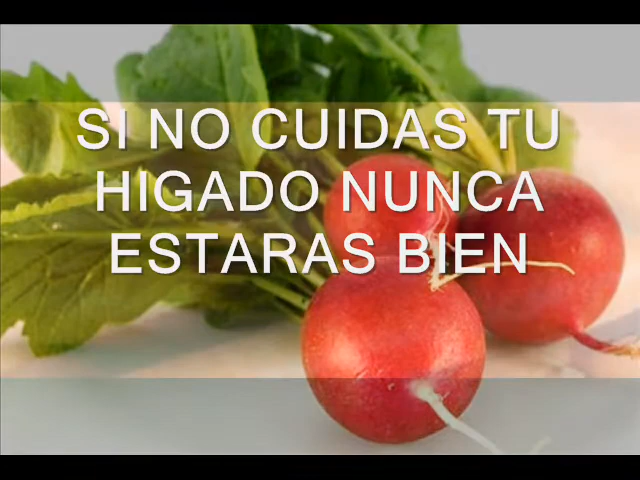 SI NO CUIDAS TU
HIGADO NUNCA
ESTARAS BIEN